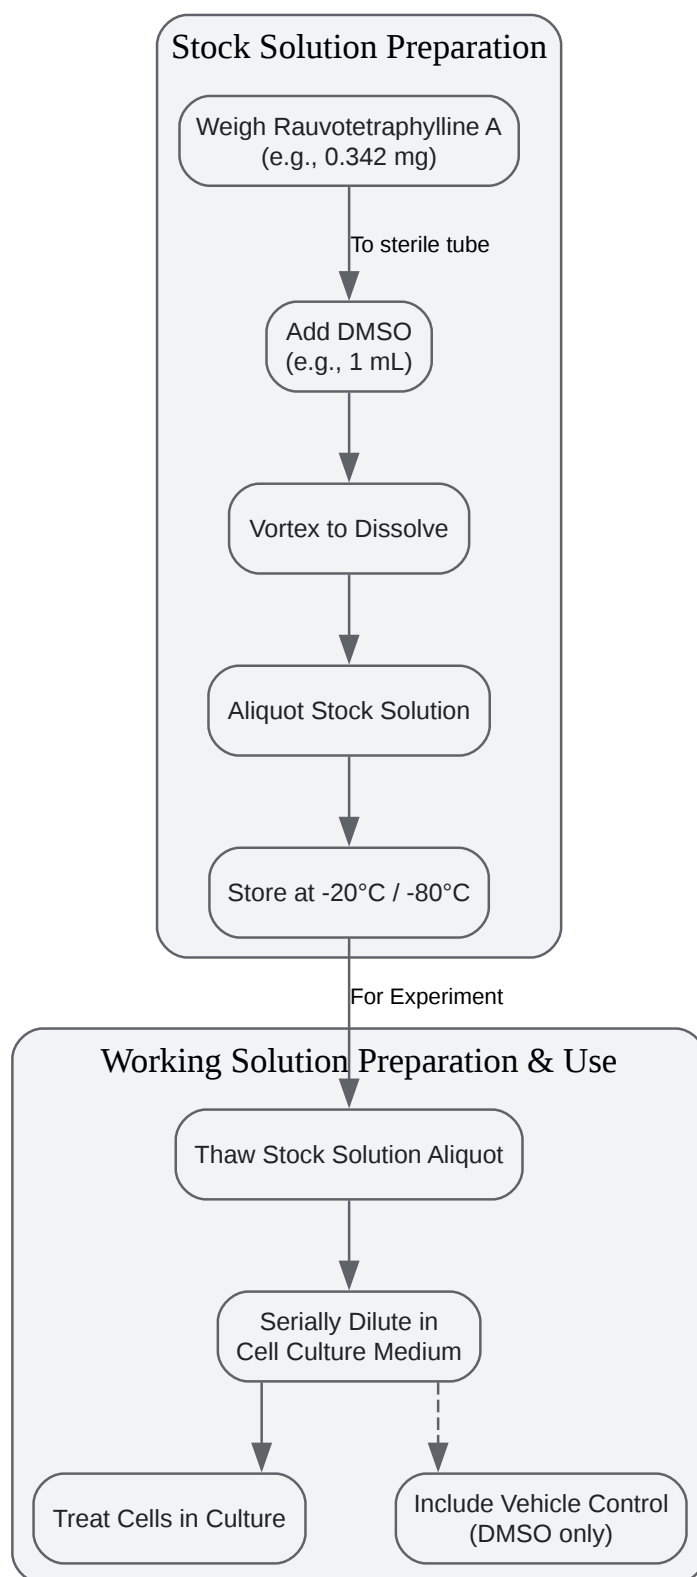 Stock Solution Preparation
Weigh Rauvotetraphylline A
(e.g., 0.342 mg)
To sterile tube
Add DMSO
(e.g., 1 mL)
Vortex to Dissolve
Aliquot Stock Solution
Store at -20°C / -80°C
For Experiment
Working Solution Preparation & Use
Thaw Stock Solution Aliquot
Serially Dilute in
Cell Culture Medium
Treat Cells in Culture
Include Vehicle Control
(DMSO only)